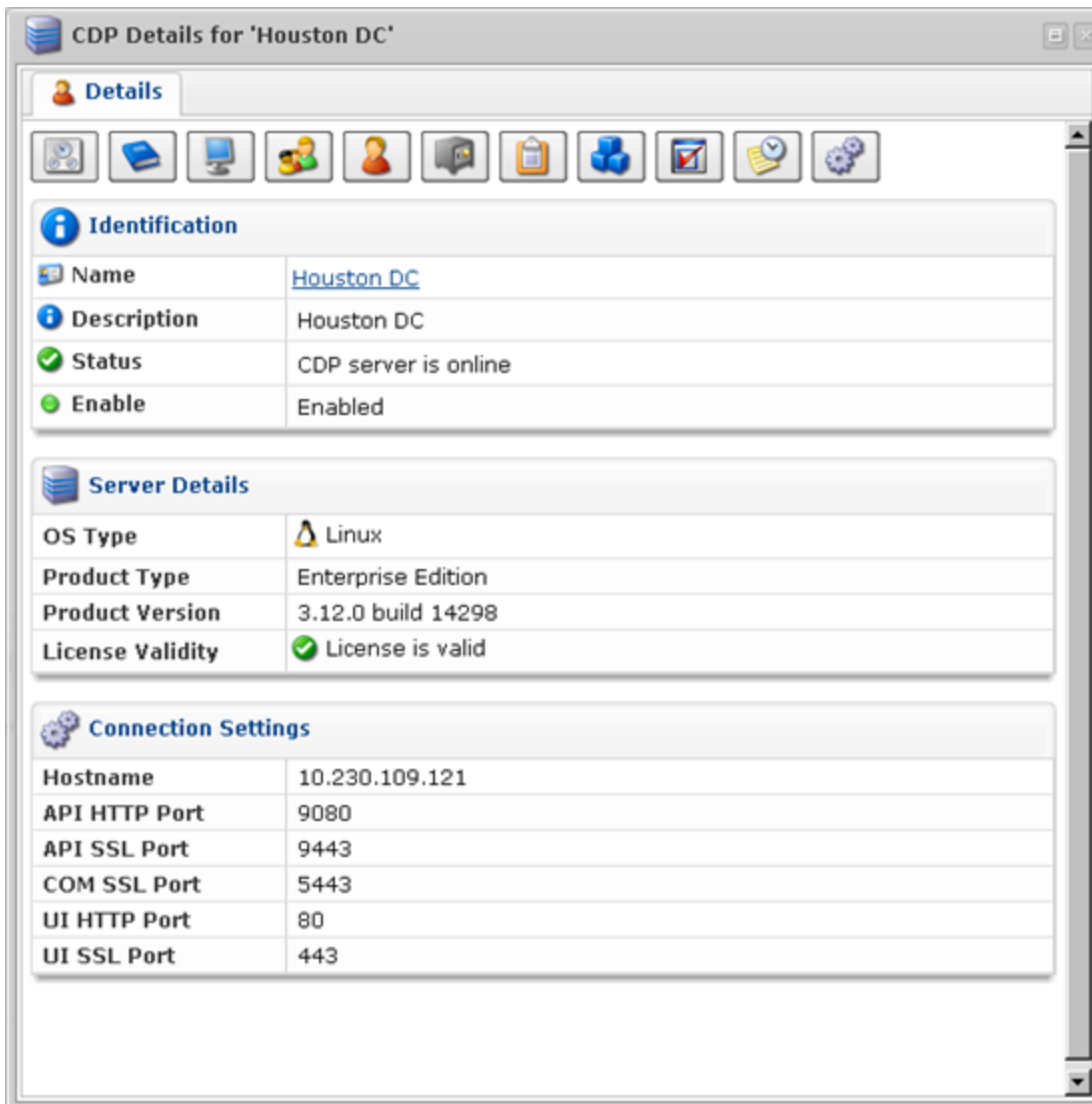 CDP Details for 'Houston DC'
Details
Identification
Name Houston DC
Description Houston DC
Status CDP server is online
Enable Enabled
Server Details
OS Type Linux
Product Type Enterprise Edition
Product Version 3.12.0 build 14298
License Validity License is valid
Connection Settings
Hostname 10.230.109.121
API HTTP Port 9080
API SSL Port 9443
COM SSL Port 5443
UI HTTP Port 80
UI SSL Port 443